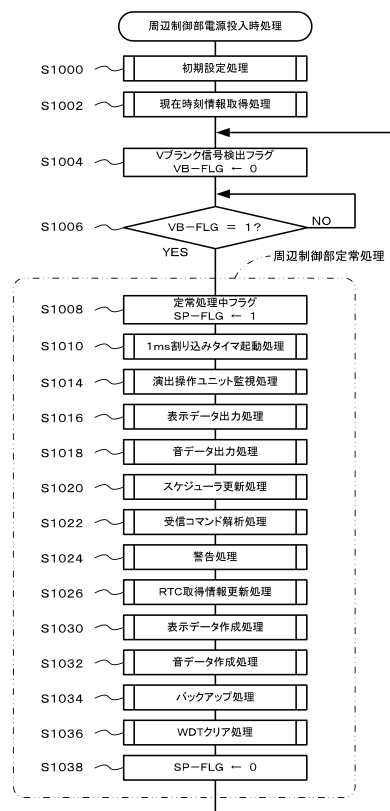 周辺制御部電源投入時処理
S1000
初期設定処理
S1002
現在時刻情報取得処理
S1004
Vブランク信号検出フラグ
VB-FLG ← 0
S1006
VB-FLG = 1?
NO
YES
周辺制御部定常処理
S1008
定常処理中フラグ
SP-FLG ← 1
S1010
1ms割り込みタイマ起動処理
S1014
演出操作ユニット監視処理
S1016
表示データ出力処理
S1018
音データ出力処理
S1020
スケジューラ更新処理
S1022
受信コマンド解析処理
S1024
警告処理
S1026
RTC取得情報更新処理
S1030
表示データ作成処理
S1032
音データ作成処理
S1034
バックアップ処理
S1036
WDTクリア処理
S1038
SP-FLG ← 0